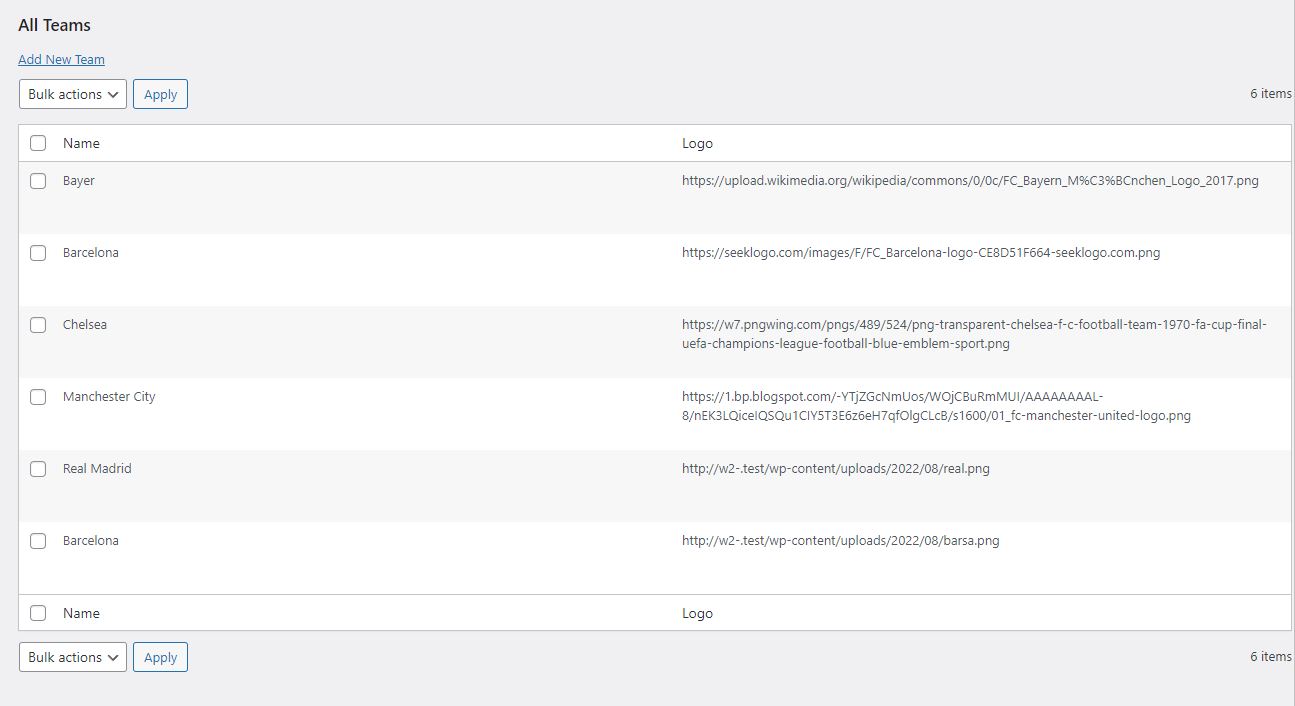 All Teams
Add New Team
Bulk actions Apply 6 items
Name Logo
Bayer https://upload.wikimedia.org/wikipedia/commons/0/0c/FC_Bayern_M%C3%BCnchen_Logo_2017.png
Barcelona https://seeklogo.com/images/F/FC_Barcelona-logo-CE8D51F664-seeklogo.com.png
Chelsea https://w7.pngwing.com/pngs/489/524/png-transparent-chelsea-f-c-football-team-1970-fa-cup-final-
uefa-champions-league-football-blue-emblem-sport.png
Manchester City https://1.bp.blogspot.com/-YTjZGcNmUos/WOjCBuRmMUI/AAAAAAAAL-
8/nEK3LQiceIQSQu1CIY5T3E6z6eH7qfOlgCLcB/s1600/01_fc-manchester-united-logo.png
Real Madrid http://w2-.test/wp-content/uploads/2022/08/real.png
Barcelona http://w2-.test/wp-content/uploads/2022/08/barsa.png
Name Logo
Bulk actions Apply 6 items